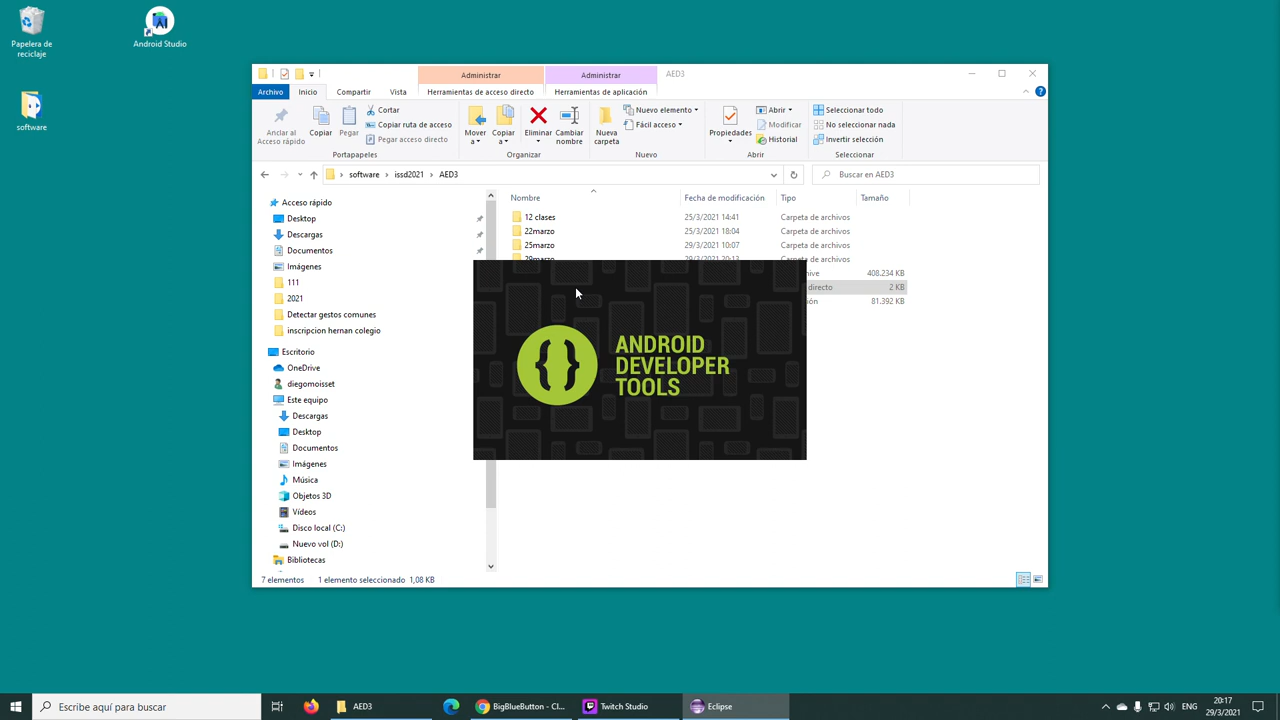 Papelera de
reciclaje
Android Studio
software
Administrar
Administrar
AED3
Archivo
Inicio
Compartir
Vista
Herramientas de acceso directo
Herramientas de aplicación
Anclar al
Acceso rápido
Copiar
Pegar
Cortar
Copiar ruta de acceso
Pegar acceso directo
Mover
a
Copiar
a
Eliminar
Cambiar
nombre
Nueva
carpeta
Nuevo elemento
Fácil acceso
Propiedades
Abrir
Modificar
Historial
Seleccionar todo
No seleccionar nada
Invertir selección
Portapapeles
Organizar
Nuevo
Abrir
Seleccionar
software › issd2021 › AED3
Buscar en AED3
Nombre
Fecha de modificación
Tipo
Tamaño
12 clases 25/3/2021 14:41 Carpeta de archivos
22marzo 25/3/2021 18:04 Carpeta de archivos
25marzo 29/3/2021 10:07 Carpeta de archivos
29marzo 29/3/2021 20:13 Carpeta de archivos
hive 408.234 KB
directo 2 KB
ión 81.392 KB
Acceso rápido
Desktop
Descargas
Documentos
Imágenes
111
2021
Detectar gestos comunes
inscripcion hernan colegio
Escritorio
OneDrive
diegomoisset
Este equipo
Descargas
Desktop
Documentos
Imágenes
Música
Objetos 3D
Vídeos
Disco local (C:)
Nuevo vol (D:)
Bibliotecas
ANDROID
DEVELOPER
TOOLS
7 elementos
1 elemento seleccionado 1,08 KB
Escribe aquí para buscar
AED3
BigBlueButton - Cl...
Twitch Studio
Eclipse
20:17
29/3/2021